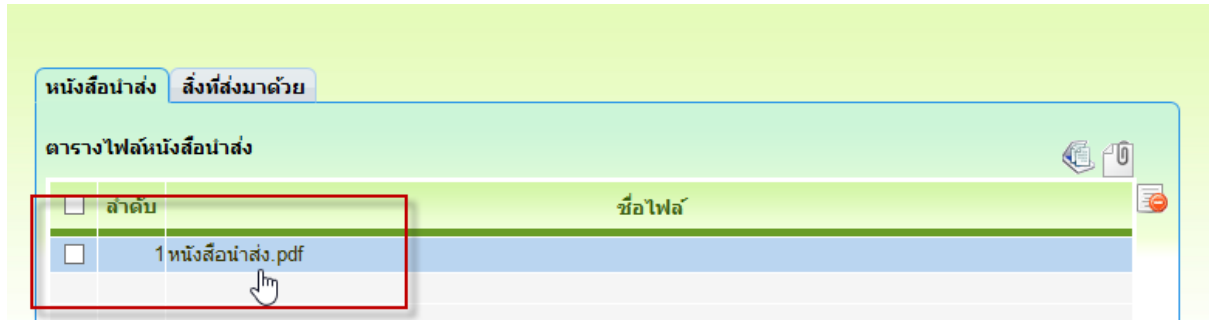 หนังสือนำส่ง สิ่งที่ส่งมาด้วย
ตารางไฟล์หนังสือนำส่ง
ลำดับ ชื่อไฟล์
1 หนังสือนำส่ง.pdf